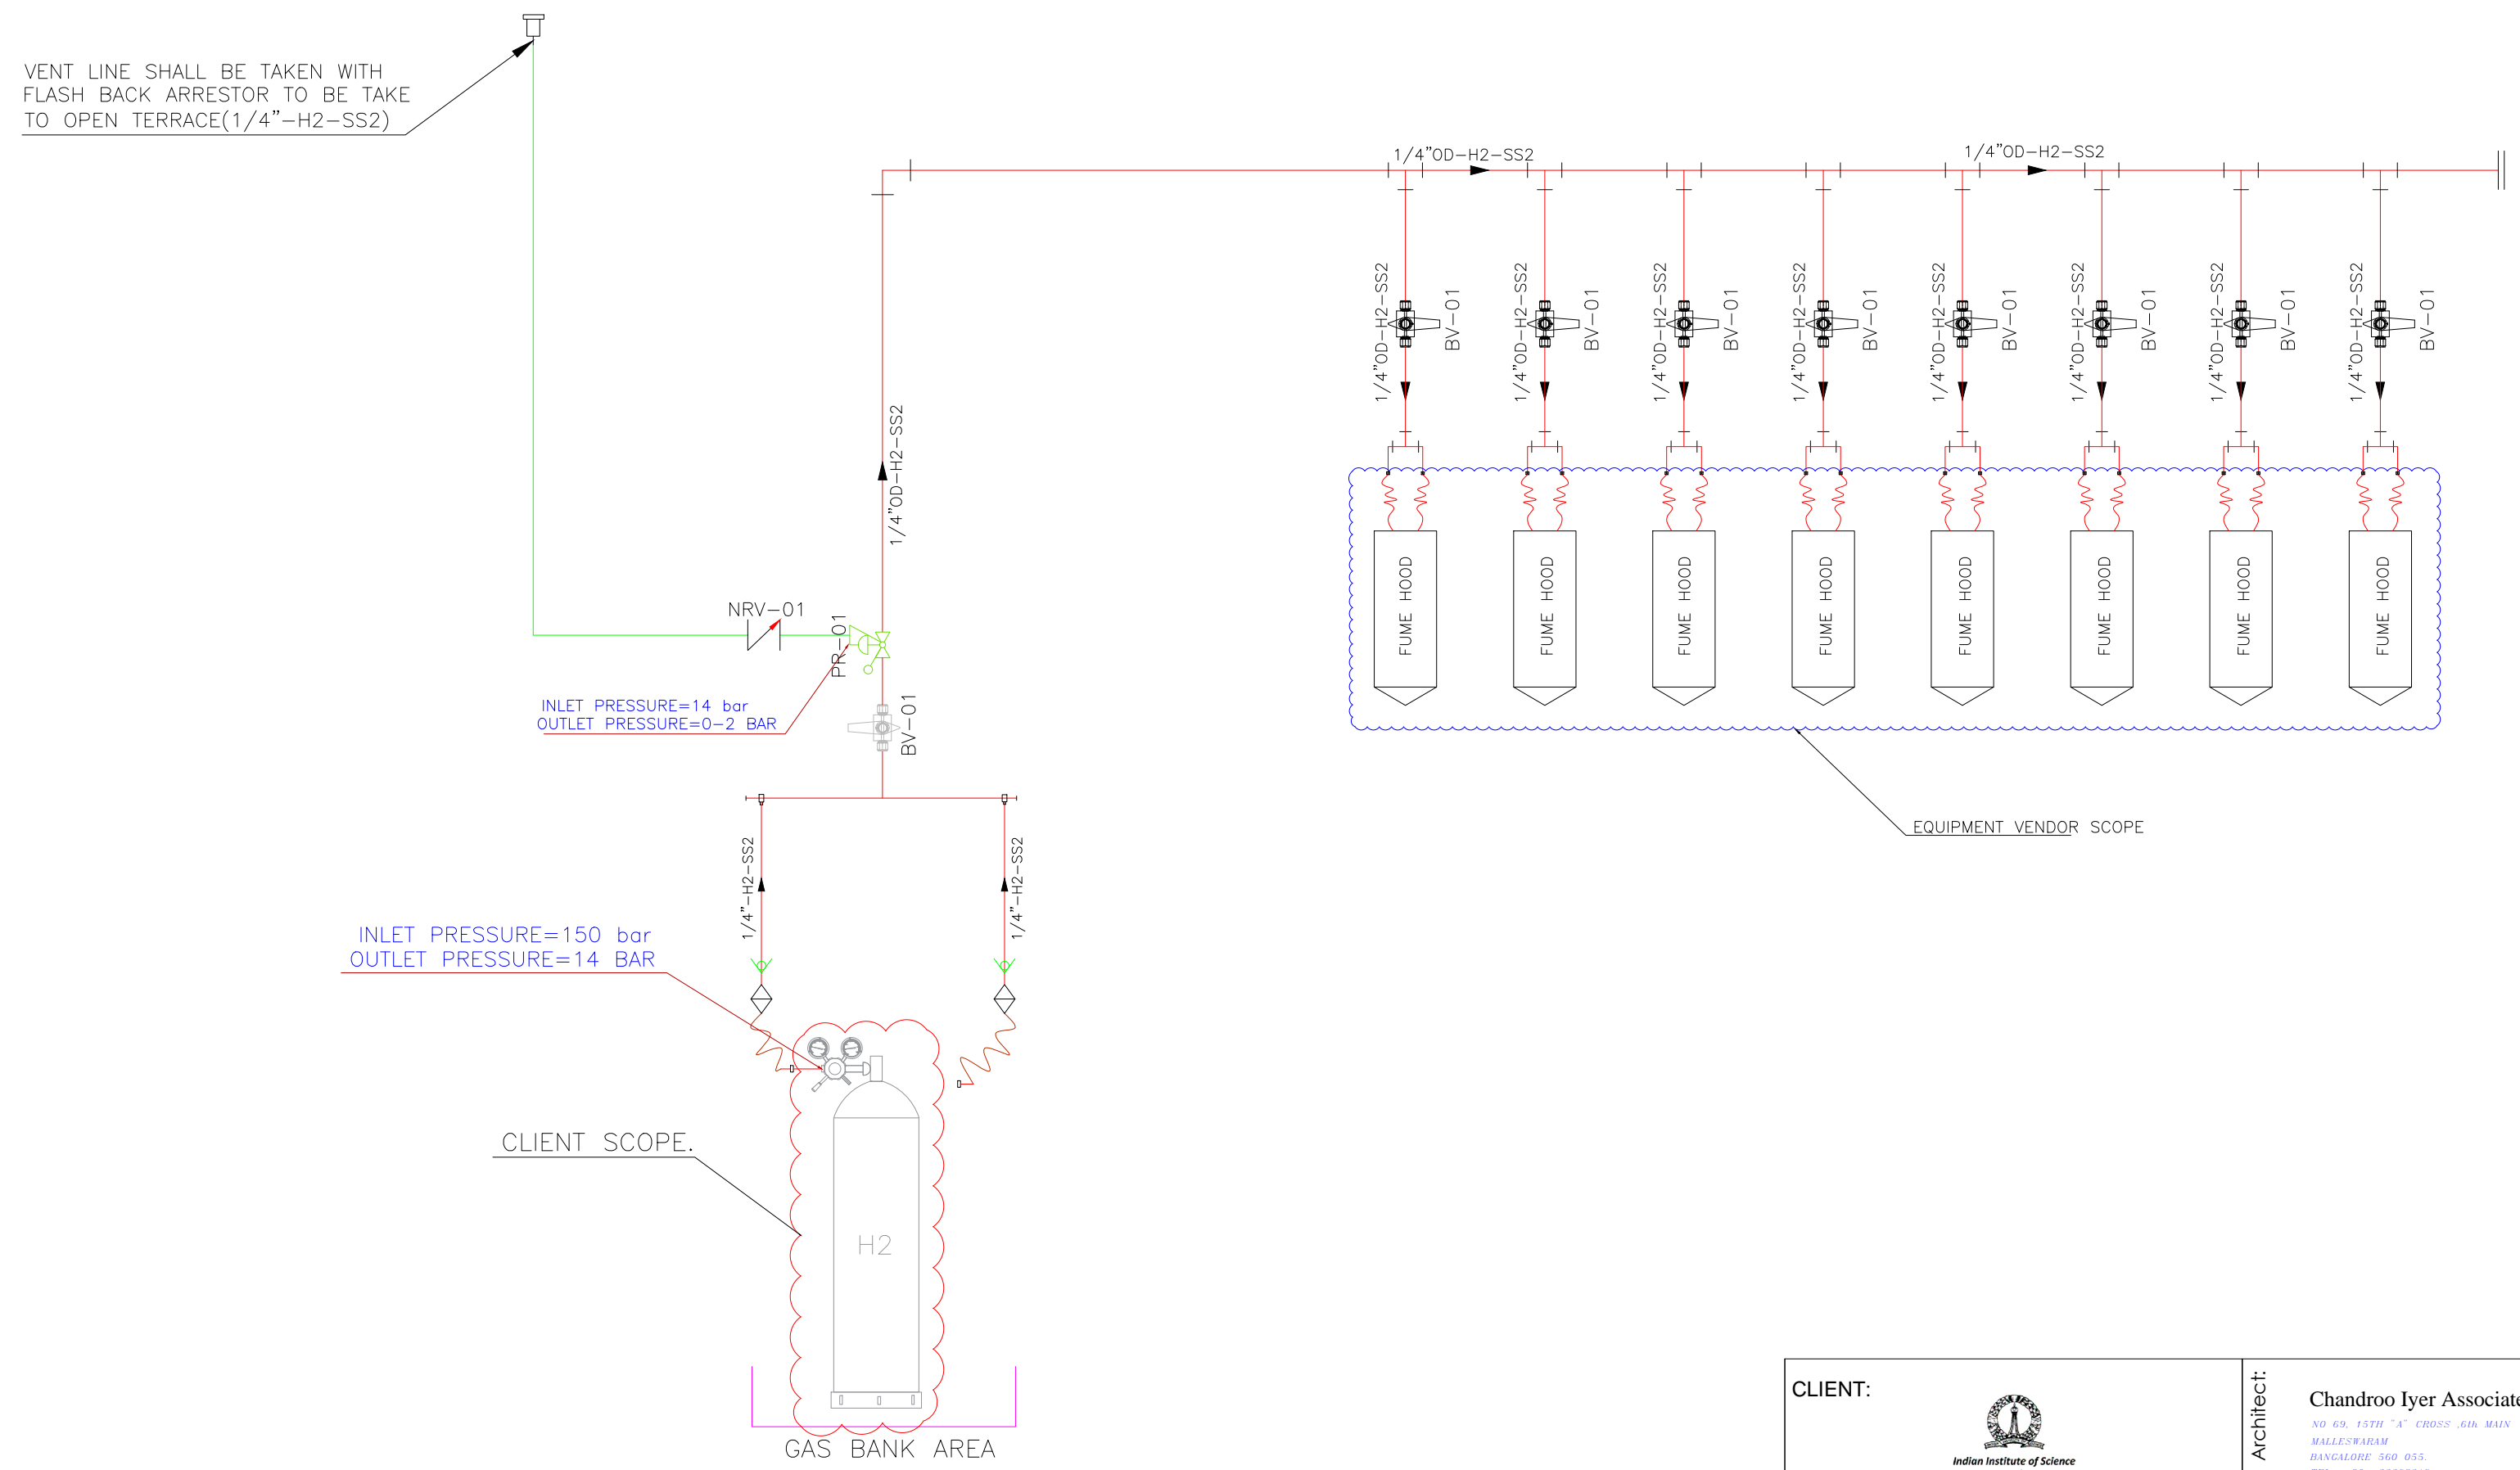 VENT LINE SHALL BE TAKEN WITH
FLASH BACK ARRESTOR TO BE TAKE
TO OPEN TERRACE(1/4"-H2-SS2)
1/4"OD-H2-SS2
1/4"OD-H2-SS2
1/4"OD-H2-SS2
BV-01
1/4"OD-H2-SS2
BV-01
1/4"OD-H2-SS2
BV-01
1/4"OD-H2-SS2
BV-01
1/4"OD-H2-SS2
BV-01
1/4"OD-H2-SS2
BV-01
1/4"OD-H2-SS2
BV-01
1/4"OD-H2-SS2
BV-01
1/4"OD-H2-SS2
FUME HOOD
FUME HOOD
FUME HOOD
FUME HOOD
FUME HOOD
FUME HOOD
FUME HOOD
FUME HOOD
NRV-01
PR-01
INLET PRESSURE=14 bar
OUTLET PRESSURE=0-2 BAR
BV-01
EQUIPMENT VENDOR SCOPE
1/4"-H2-SS2
1/4"-H2-SS2
INLET PRESSURE=150 bar
OUTLET PRESSURE=14 BAR
CLIENT SCOPE.
H2
GAS BANK AREA
CLIENT:
Indian Institute of Science
Architect:
Chandroo Iyer Associate
NO 69, 15TH "A" CROSS ,6th MAIN
MALLESWARAM
BANGALORE 560 055.